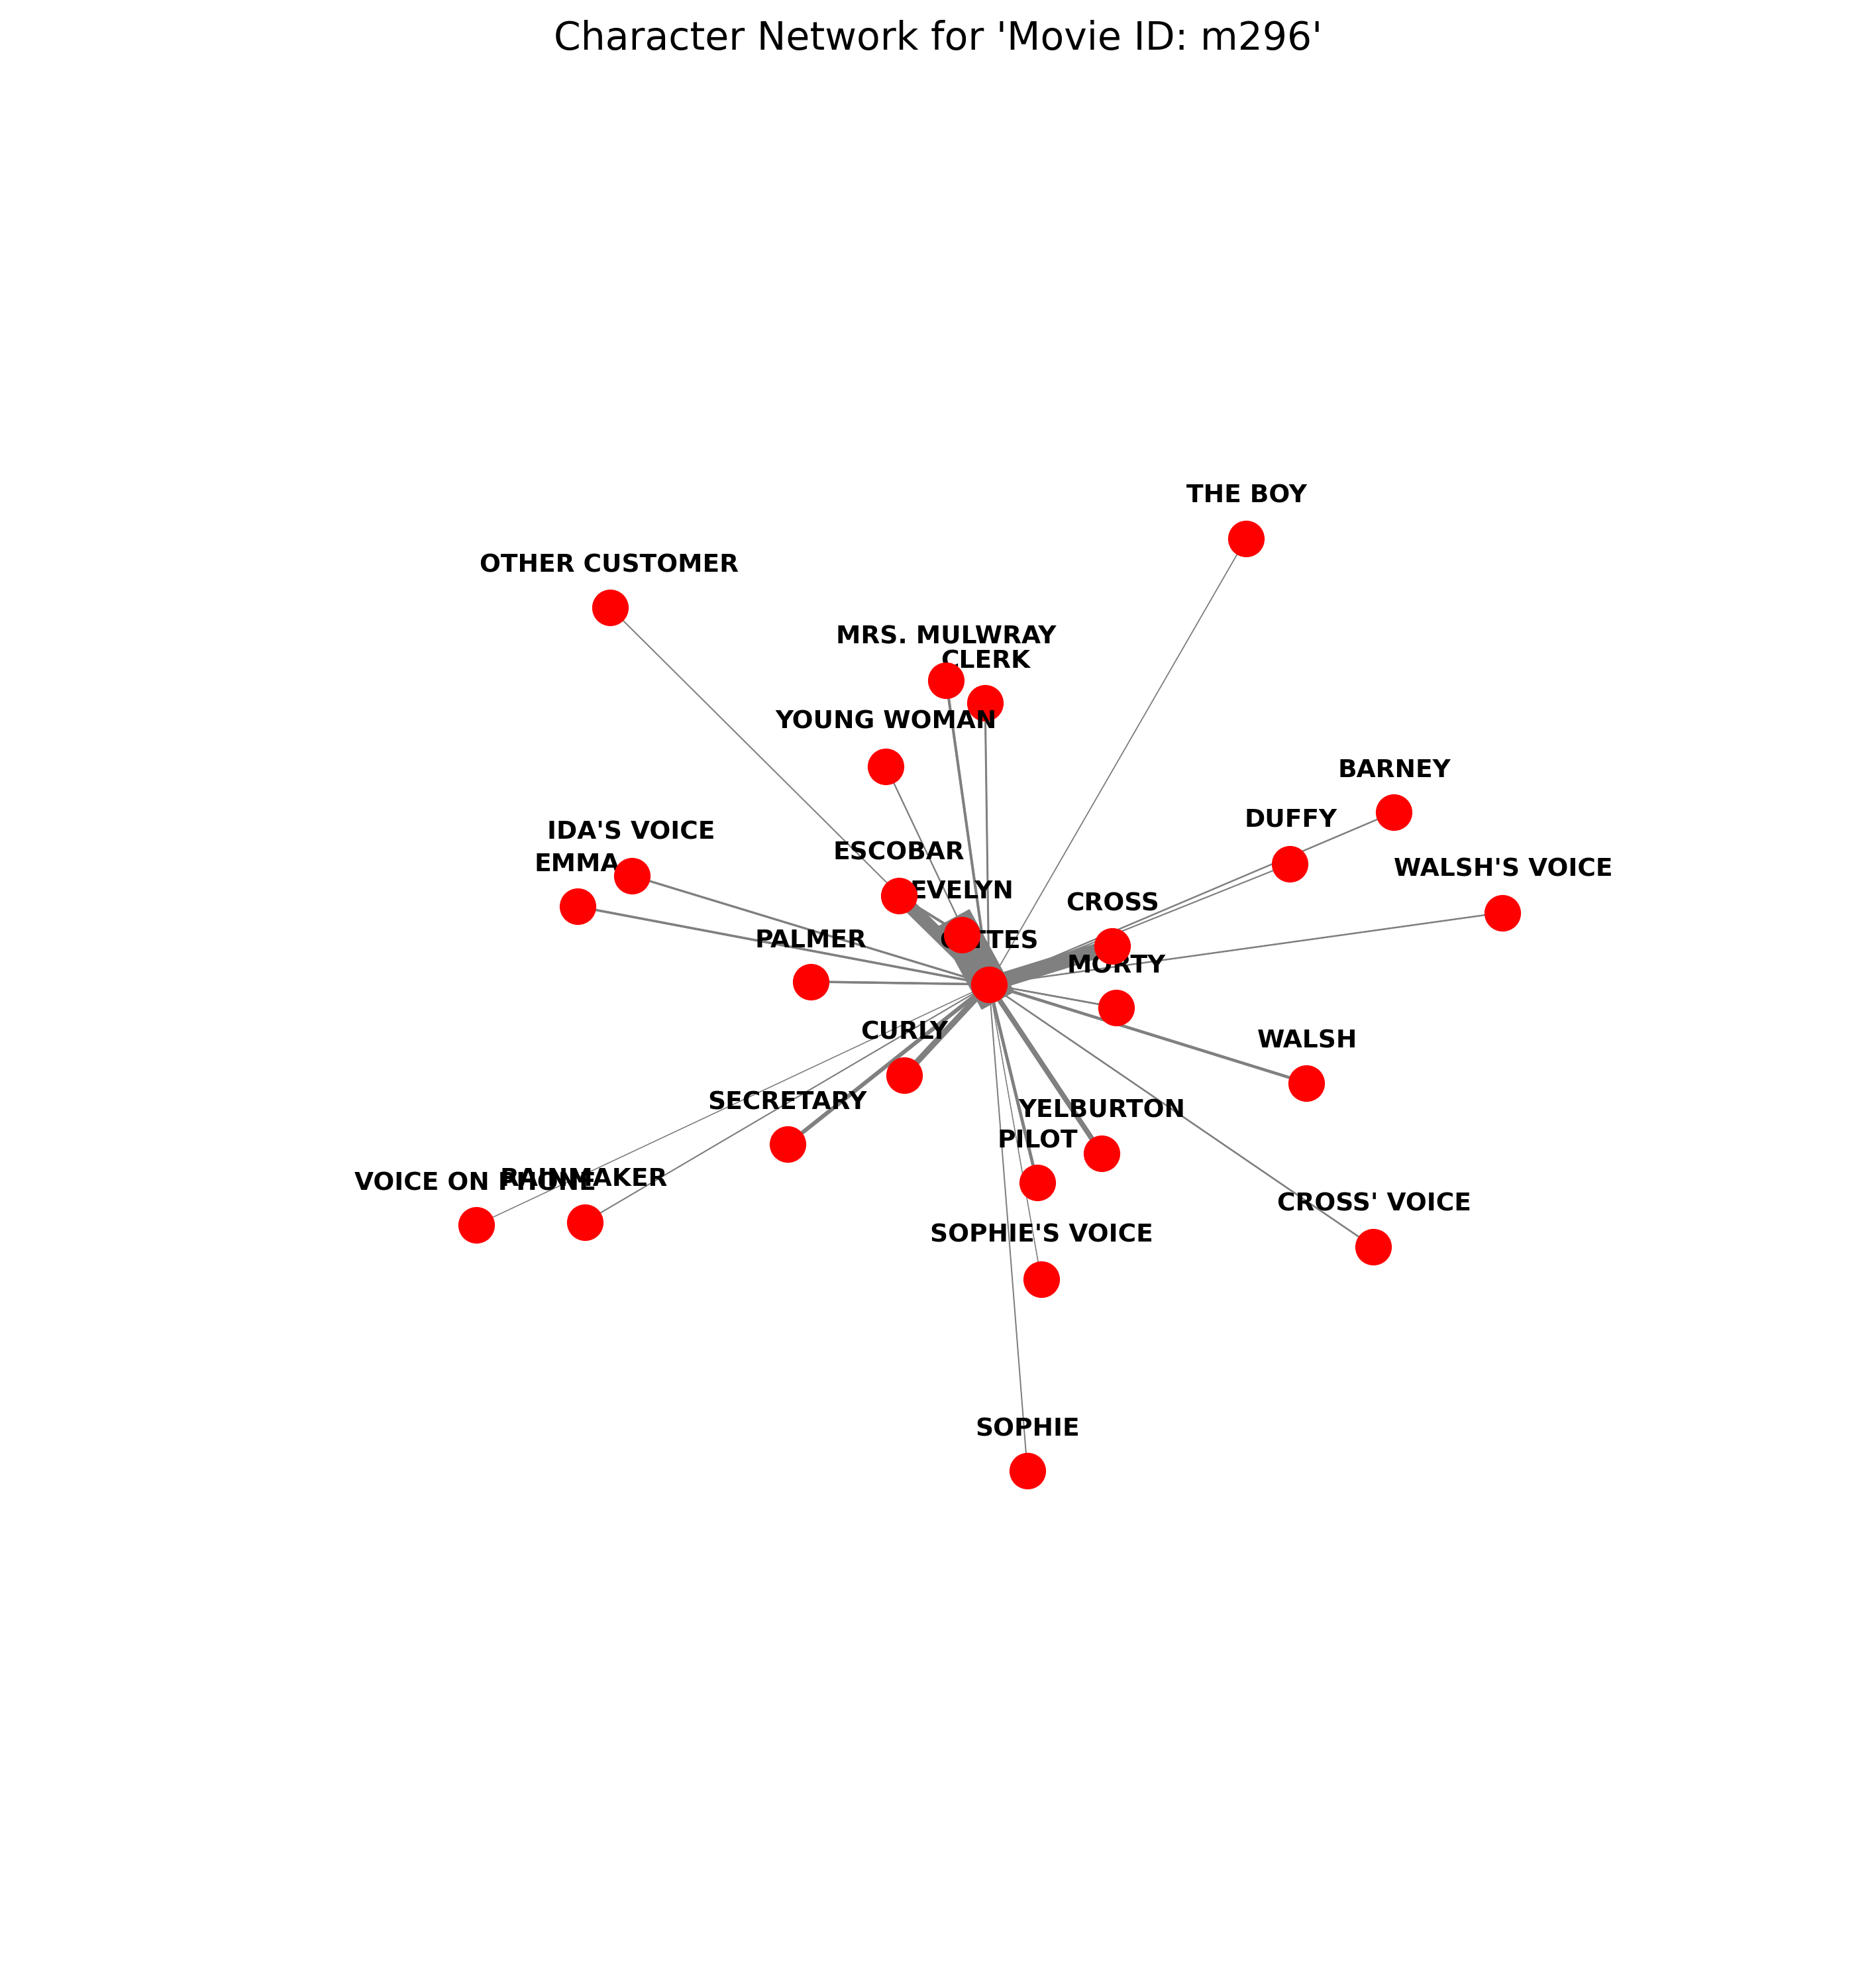 Character Network for 'Movie ID: m296'
THE BOY
OTHER CUSTOMER
MRS. MULWRAY
CLERK
YOUNG WOMAN
BARNEY
DUFFY
IDA'S VOICE
ESCOBAR
EMMA
WALSH'S VOICE
EVELYN
CROSS
PALMER
GITTES
MORTY
CURLY
WALSH
SECRETARY
YELBURTON
PILOT
VOICE ON PHONE
RAINMAKER
CROSS' VOICE
SOPHIE'S VOICE
SOPHIE